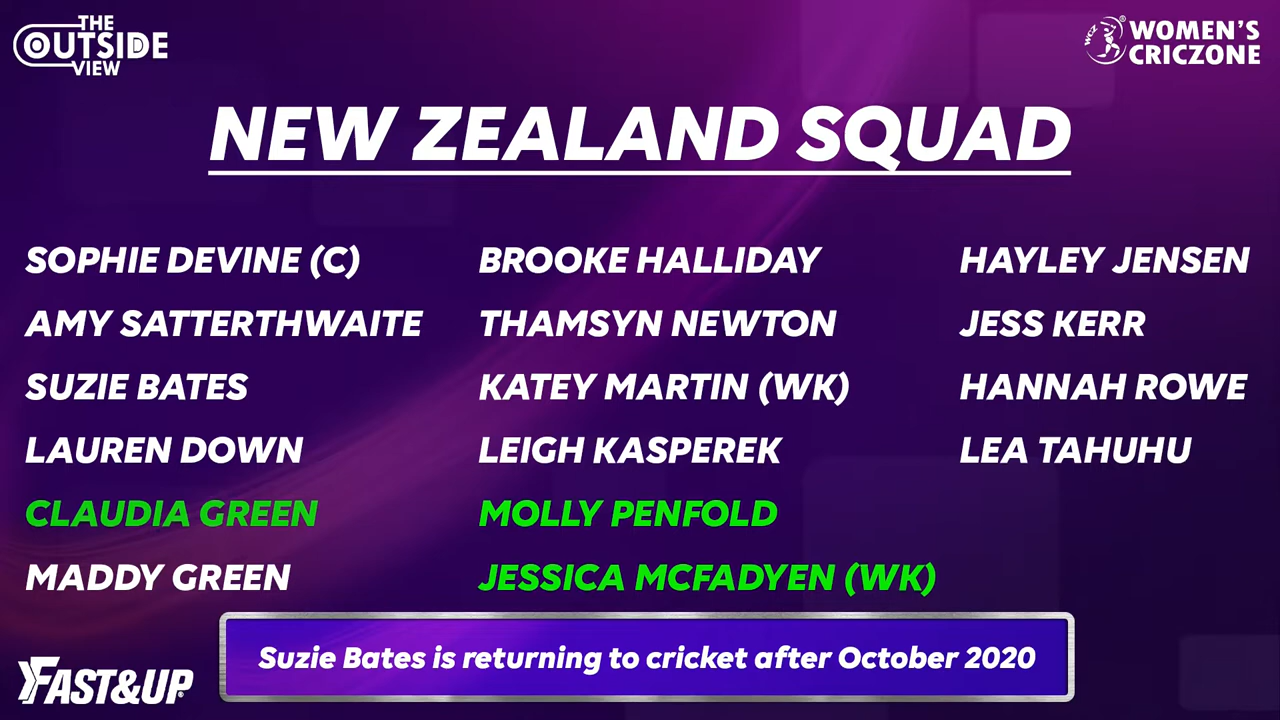 THE
OUTSIDE
VIEW
WCZ
WOMEN'S
CRICZONE
NEW ZEALAND SQUAD
SOPHIE DEVINE (C)
AMY SATTERTHWAITE
SUZIE BATES
LAUREN DOWN
CLAUDIA GREEN
MADDY GREEN
BROOKE HALLIDAY
THAMSYN NEWTON
KATEY MARTIN (WK)
LEIGH KASPEREK
MOLLY PENFOLD
JESSICA MCFADYEN (WK)
HAYLEY JENSEN
JESS KERR
HANNAH ROWE
LEA TAHUHU
Suzie Bates is returning to cricket after October 2020
FAST&UP